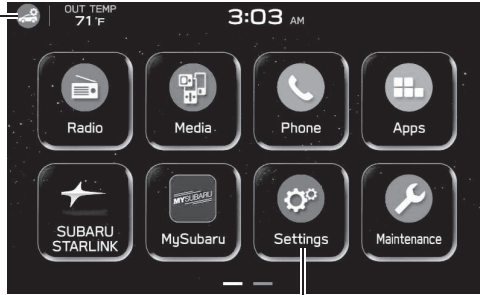 OUT TEMP
71°F
3:03 AM
Radio
Media
Phone
Apps
SUBARU
STARLINK
MYSUBARU
MySubaru
Settings
Maintenance